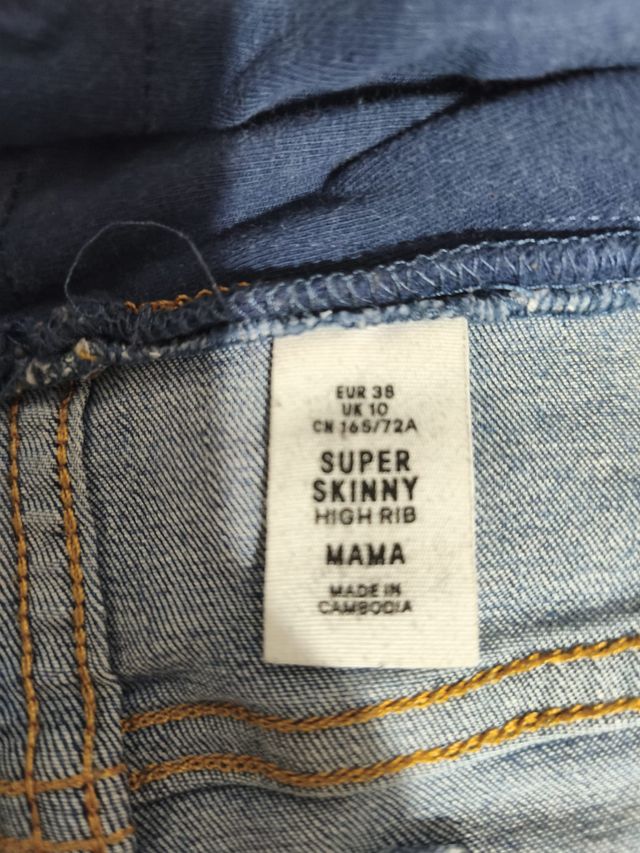 EUR 38
UK 10
CN 165/72A
SUPER
SKINNY
HIGH RIB
MAMA
MADE IN
CAMBODIA